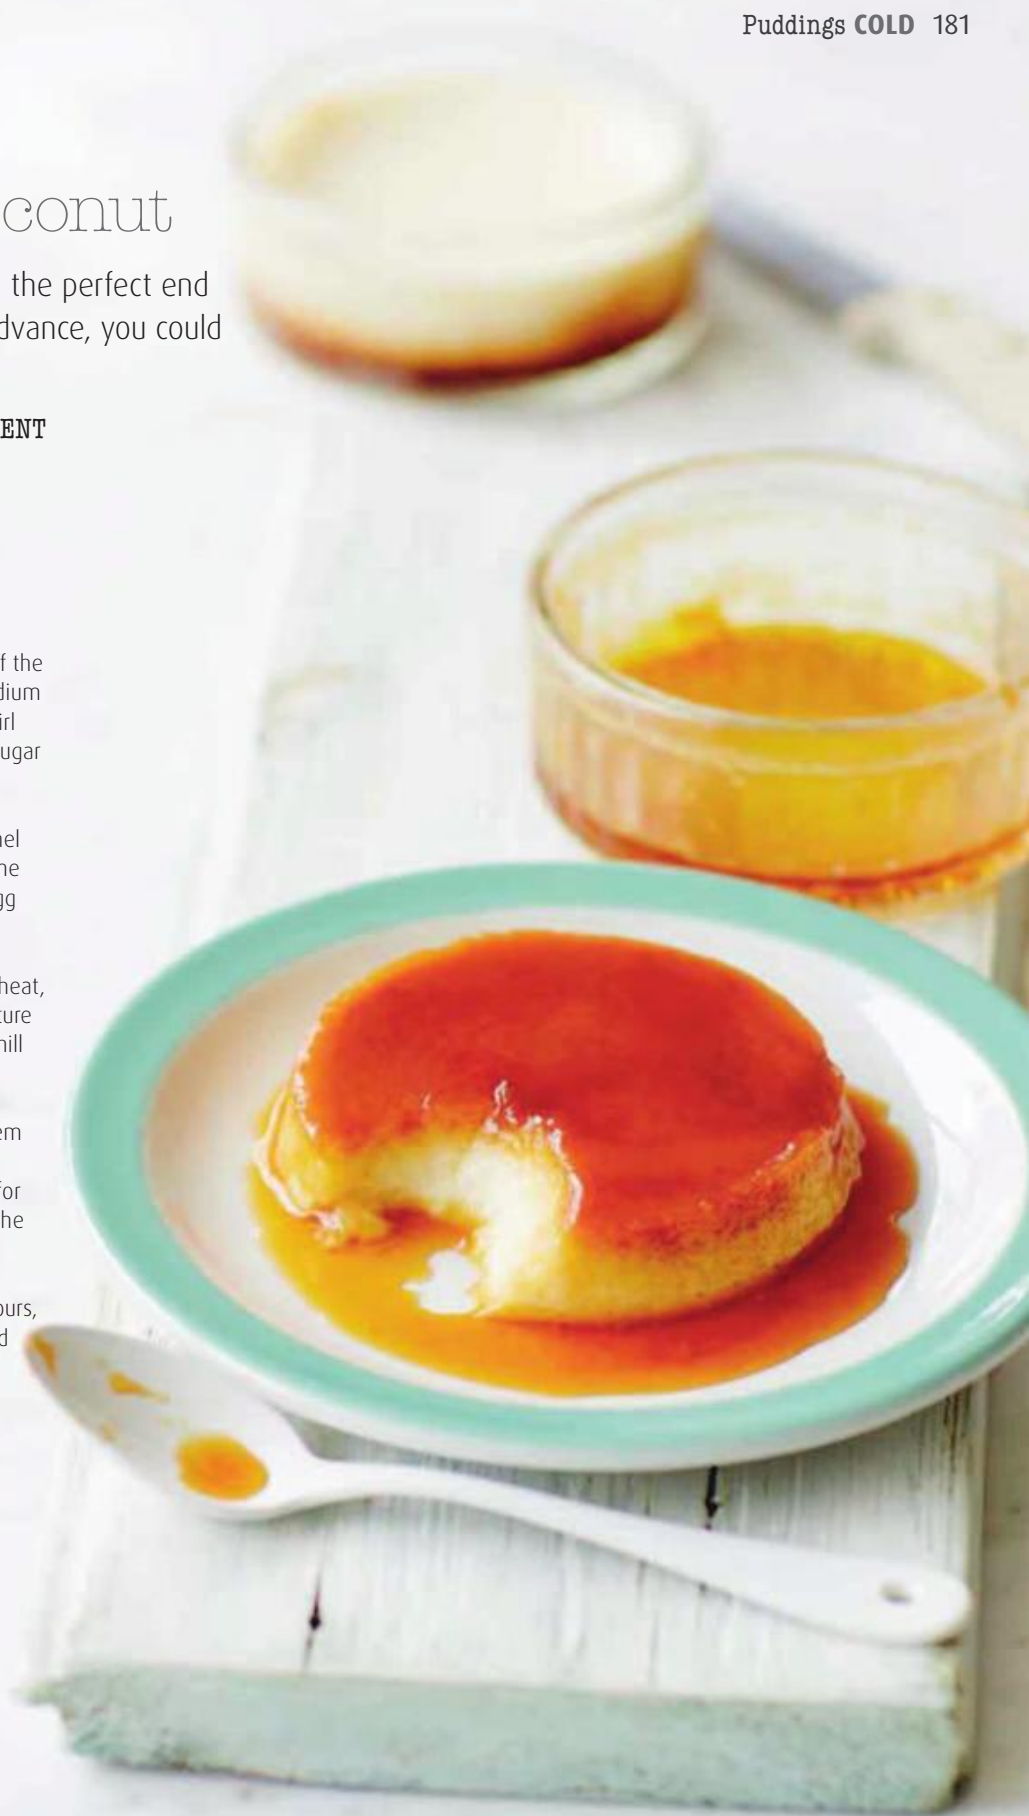 Puddings COLD 181
conut
the perfect end
dvance, you could
ENT
f the
dium
irl
ugar
nel
he
gg
heat,
ture
hill
em
for
he
ours,
d